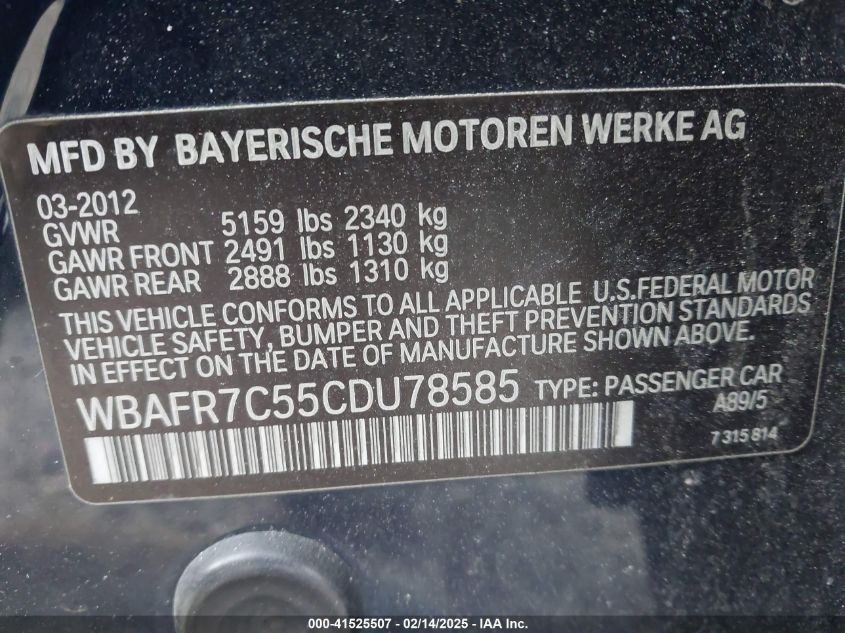 MFD BY BAYERISCHE MOTOREN WERKE AG
03-2012
GVWR 5159 lbs 2340 kg
GAWR FRONT 2491 lbs 1130 kg
GAWR REAR 2888 lbs 1310 kg
THIS VEHICLE CONFORMS TO ALL APPLICABLE U.S.FEDERAL MOTOR
VEHICLE SAFETY, BUMPER AND THEFT PREVENTION STANDARDS
IN EFFECT ON THE DATE OF MANUFACTURE SHOWN ABOVE.
WBAFR7C55CDU78585 TYPE: PASSENGER CAR
A89/5
7 315 814
000-41525507 - 02/14/2025 - IAA Inc.